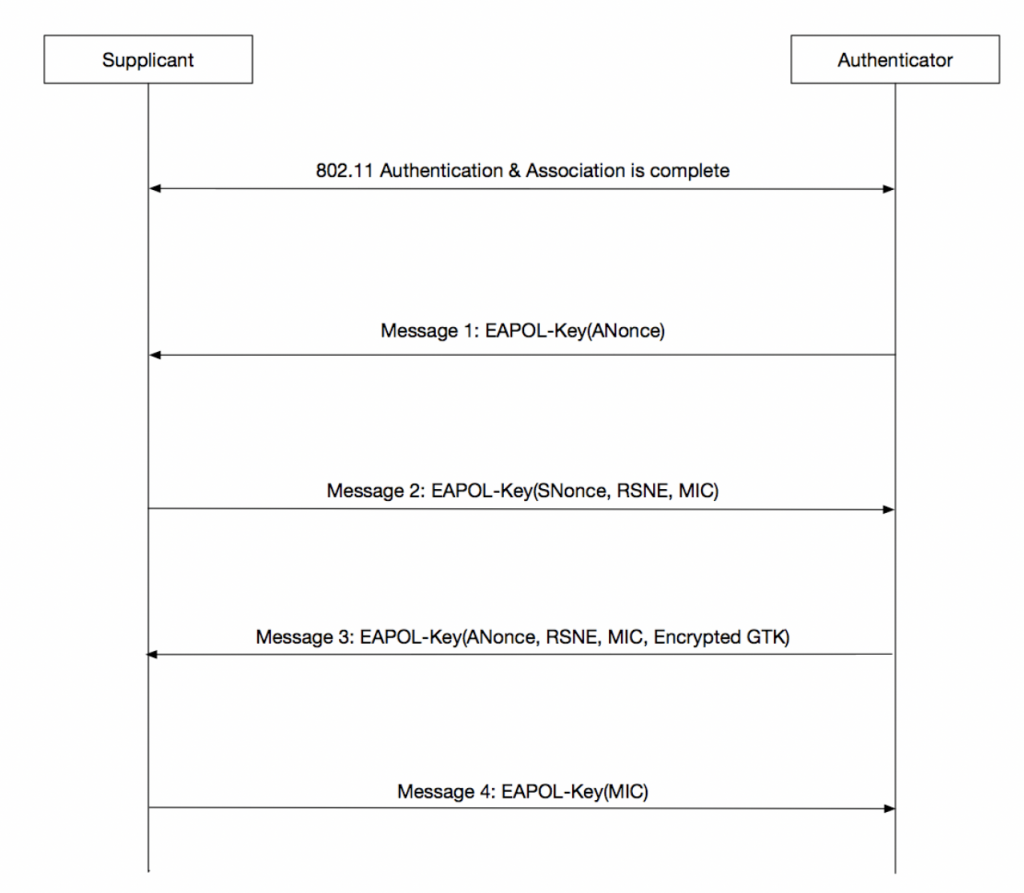 Supplicant
Authenticator
802.11 Authentication & Association is complete
Message 1: EAPOL-Key(ANonce)
Message 2: EAPOL-Key(SNonce, RSNE, MIC)
Message 3: EAPOL-Key(ANonce, RSNE, MIC, Encrypted GTK)
Message 4: EAPOL-Key(MIC)